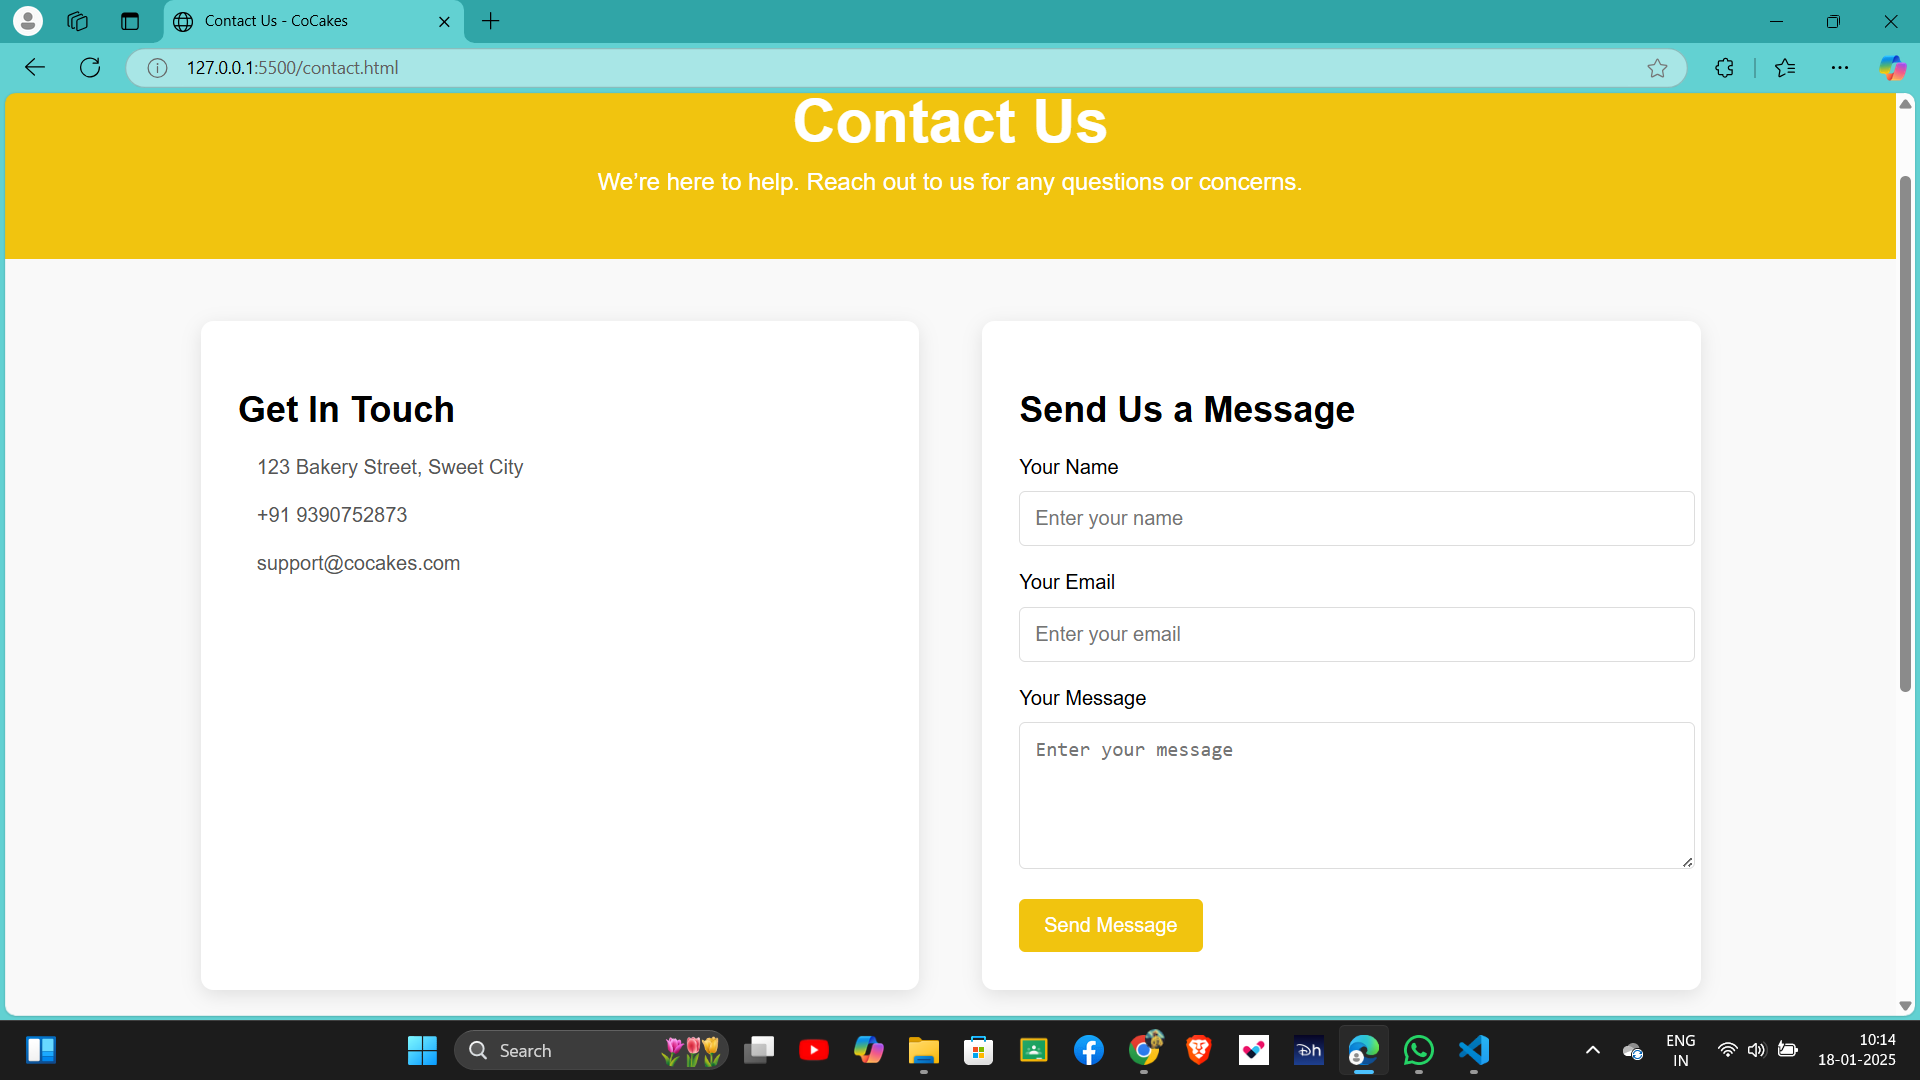 Contact Us - CoCakes
127.0.0.1:5500/contact.html
Contact Us
We’re here to help. Reach out to us for any questions or concerns.
Get In Touch
123 Bakery Street, Sweet City
+91 9390752873
support@cocakes.com
Send Us a Message
Your Name
Enter your name
Your Email
Enter your email
Your Message
Enter your message
Send Message
Search
Dh
ENG
IN
10:14
18-01-2025